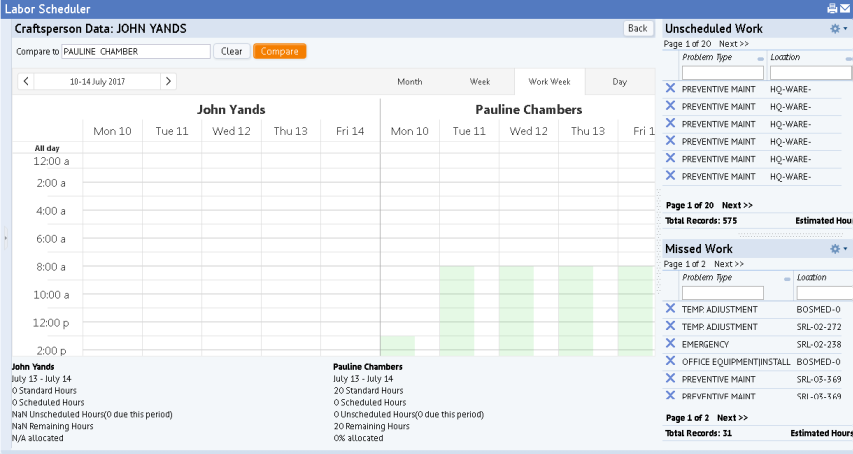 Labor Scheduler
Craftsperson Data: JOHN YANDS
Back
Compare to PAULINE CHAMBER
Clear
Compare
10-14 July 2017
Month
Week
Work Week
Day
John Yands
Pauline Chambers
Mon 10
Tue 11
Wed 12
Thu 13
Fri 14
Mon 10
Tue 11
Wed 12
Thu 13
Fri 1
All day
12:00 a
2:00 a
4:00 a
6:00 a
8:00 a
10:00 a
12:00 p
2:00 p
John Yands
July 13 - July 14
0 Standard Hours
0 Scheduled Hours
NaN Unscheduled Hours(0 due this period)
NaN Remaining Hours
N/A allocated
Pauline Chambers
July 13 - July 14
20 Standard Hours
0 Scheduled Hours
0 Unscheduled Hours(0 due this period)
20 Remaining Hours
0% allocated
Unscheduled Work
Page 1 of 20 Next >>
Problem Type Location
X PREVENTIVE MAINT HQ-WARE-
X PREVENTIVE MAINT HQ-WARE-
X PREVENTIVE MAINT HQ-WARE-
X PREVENTIVE MAINT HQ-WARE-
X PREVENTIVE MAINT HQ-WARE-
X PREVENTIVE MAINT HQ-WARE-
Page 1 of 20 Next >>
Total Records: 575 Estimated Hour
Missed Work
Page 1 of 2 Next >>
Problem Type Location
X TEMP. ADJUSTMENT BOSMED-0
X TEMP. ADJUSTMENT SRL-02-272
X EMERGENCY SRL-02-238
X OFFICE EQUIPMENT|INSTALL BOSMED-0
X PREVENTIVE MAINT SRL-03-369
X PREVENTIVE MAINT SRL-03-369
Page 1 of 2 Next >>
Total Records: 31 Estimated Hours